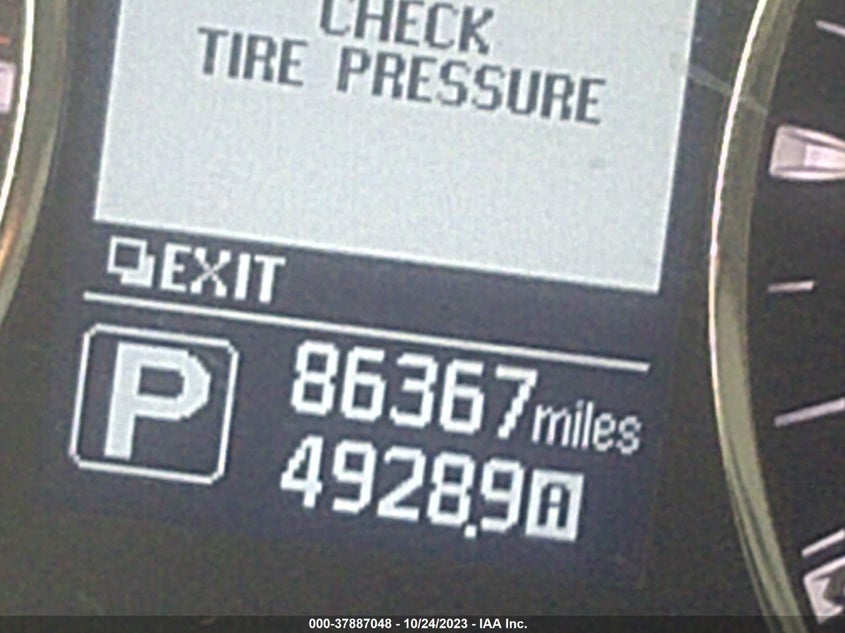 CHECK
TIRE PRESSURE
EXIT
P
86367 miles
4928.9 A
000-37887048 - 10/24/2023 - IAA Inc.